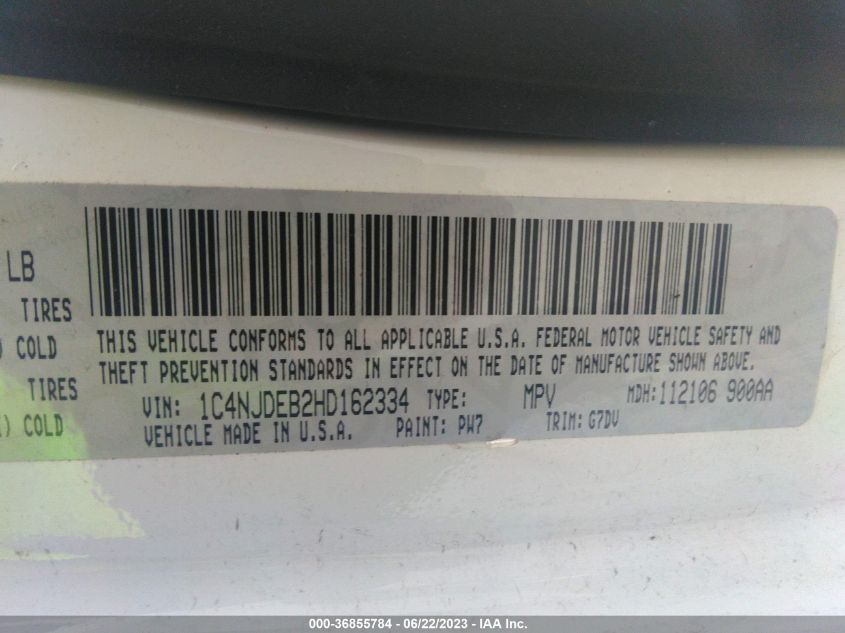 LB
TIRES
) COLD
TIRES
) COLD
THIS VEHICLE CONFORMS TO ALL APPLICABLE U.S.A. FEDERAL MOTOR VEHICLE SAFETY AND
THEFT PREVENTION STANDARDS IN EFFECT ON THE DATE OF MANUFACTURE SHOWN ABOVE.
VIN: 1C4NJDEB2HD162334 TYPE: MPV MDH:112106 900AA
VEHICLE MADE IN U.S.A. PAINT: PW7 TRIM: G7DV
000-36855784 - 06/22/2023 - IAA Inc.